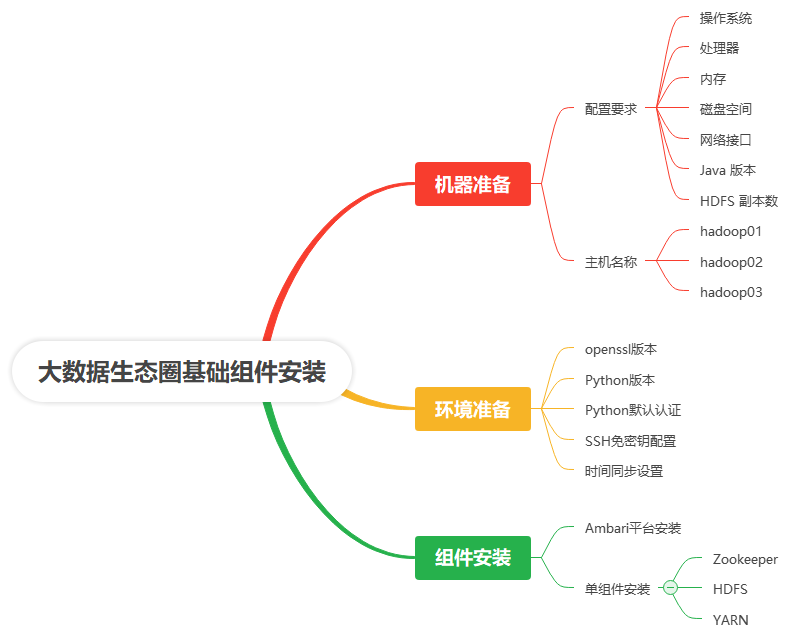 大数据生态圈基础组件安装
机器准备
配置要求
操作系统
处理器
内存
磁盘空间
网络接口
Java 版本
HDFS 副本数
主机名称
hadoop01
hadoop02
hadoop03
环境准备
openssl版本
Python版本
Python默认认证
SSH免密钥配置
时间同步设置
组件安装
Ambari平台安装
单组件安装
Zookeeper
HDFS
YARN